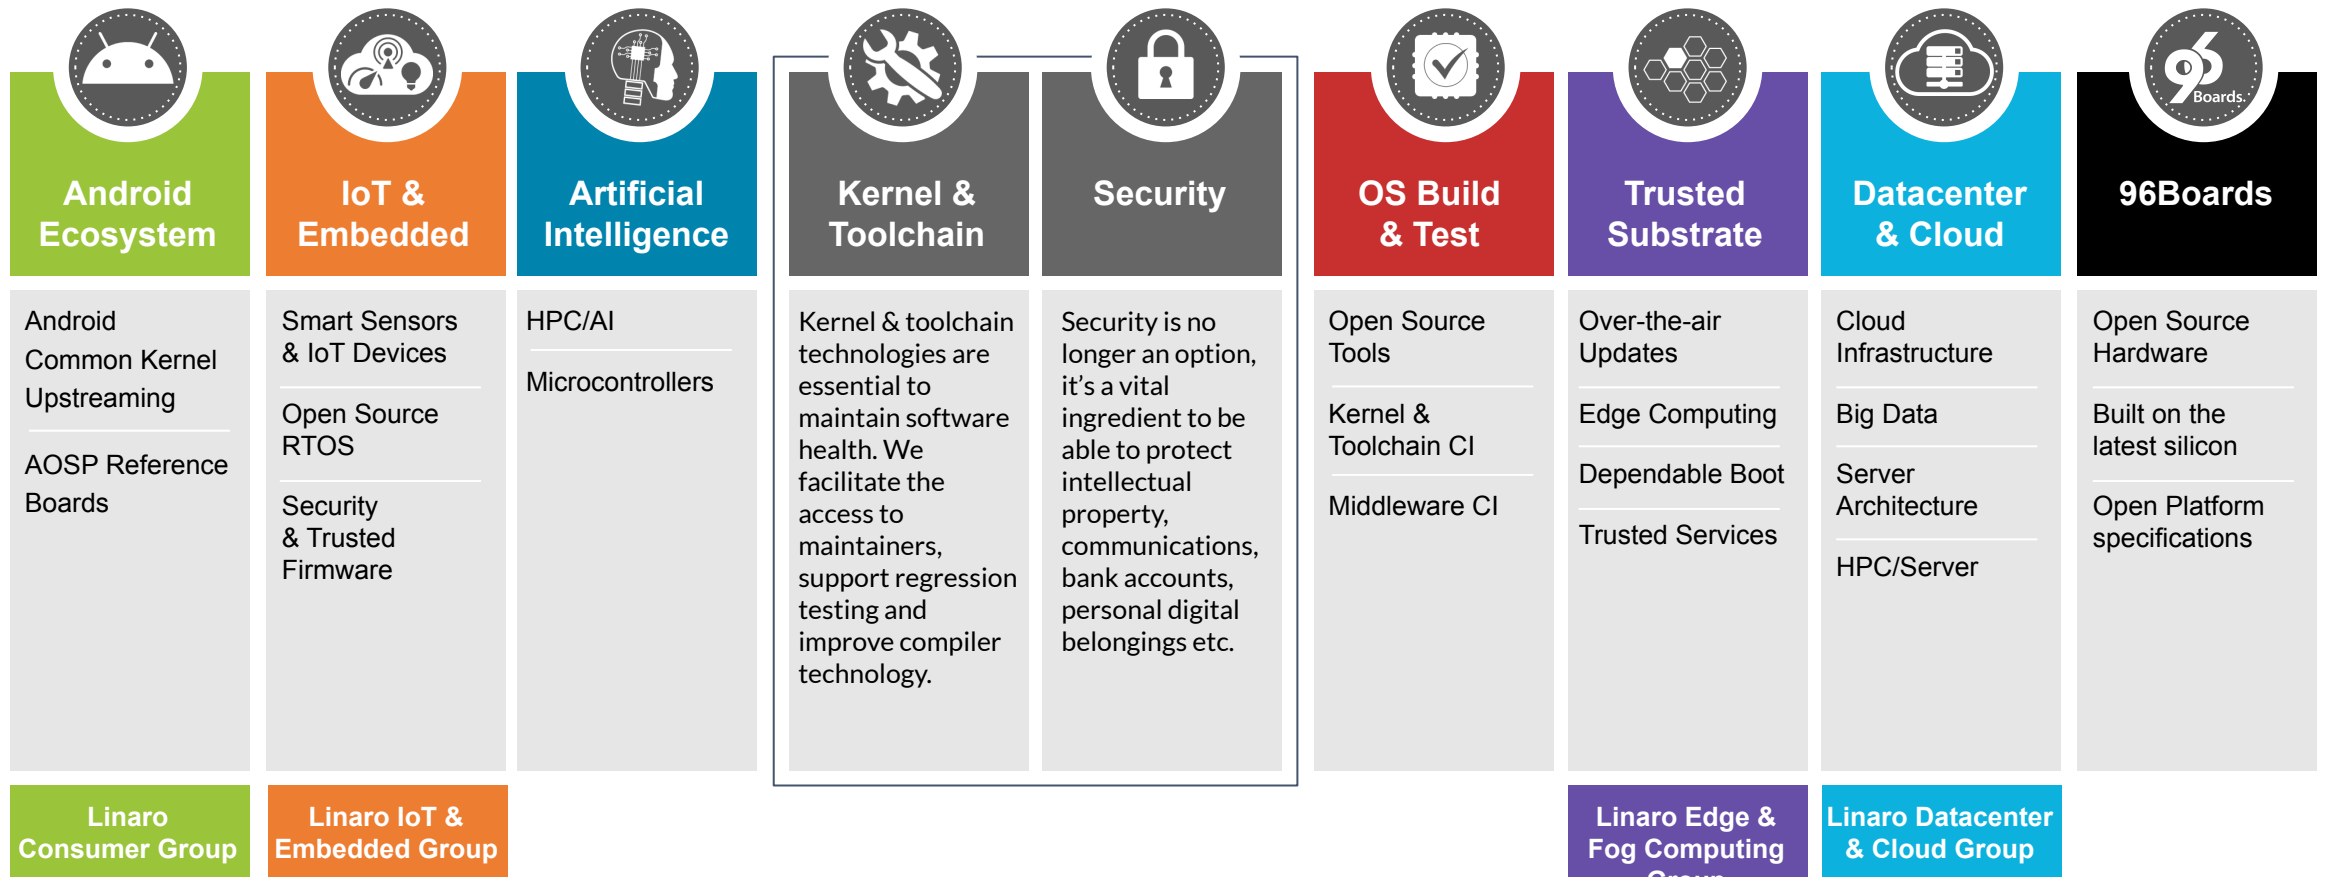 96
Boards.
Android
Ecosystem
IoT &
Embedded
Artificial
Intelligence
Kernel &
Toolchain
Security
OS Build
& Test
Trusted
Substrate
Datacenter
& Cloud
96Boards
Android
Common Kernel
Upstreaming
AOSP Reference
Boards
Smart Sensors
& IoT Devices
Open Source
RTOS
Security
& Trusted
Firmware
HPC/AI
Microcontrollers
Kernel & toolchain
technologies are
essential to
maintain software
health. We
facilitate the
access to
maintainers,
support regression
testing and
improve compiler
technology.
Security is no
longer an option,
it’s a vital
ingredient to be
able to protect
intellectual
property,
communications,
bank accounts,
personal digital
belongings etc.
Open Source
Tools
Kernel &
Toolchain CI
Middleware CI
Over-the-air
Updates
Edge Computing
Dependable Boot
Trusted Services
Cloud
Infrastructure
Big Data
Server
Architecture
HPC/Server
Open Source
Hardware
Built on the
latest silicon
Open Platform
specifications
Linaro
Consumer Group
Linaro IoT &
Embedded Group
Linaro Edge &
Fog Computing
Group
Linaro Datacenter
& Cloud Group